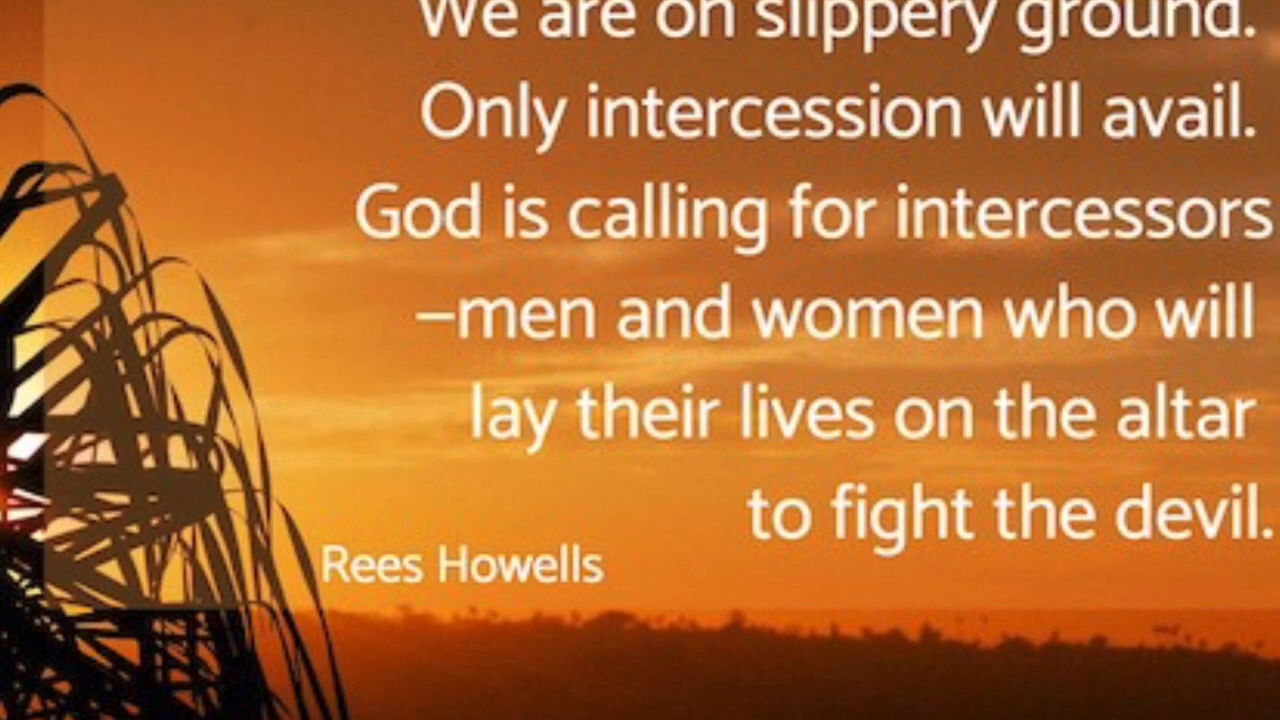 We are on slippery ground.
Only intercession will avail.
God is calling for intercessors
–men and women who will
lay their lives on the altar
to fight the devil.
Rees Howells